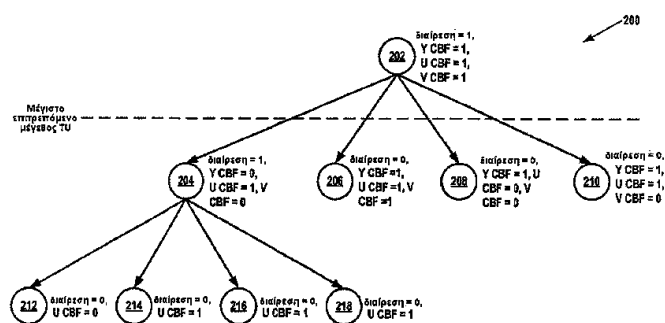 200
202
διαίρεση = 1,
Y CBF = 1,
U CBF = 1,
V CBF = 1
Μέγιστο
επιτρεπόμενο
μέγεθος TU
204
διαίρεση = 1,
Y CBF = 0,
U CBF = 1, V
CBF = 0
206
διαίρεση = 0,
Y CBF = 1,
U CBF = 1, V
CBF = 1
208
διαίρεση = 0,
Y CBF = 1, U
CBF = 0, V
CBF = 0
210
διαίρεση = 0,
Y CBF = 1,
U CBF = 1,
V CBF = 0
212
διαίρεση = 0,
U CBF = 0
214
διαίρεση = 0,
U CBF = 1
216
διαίρεση = 0,
U CBF = 1
218
διαίρεση = 0,
U CBF = 1